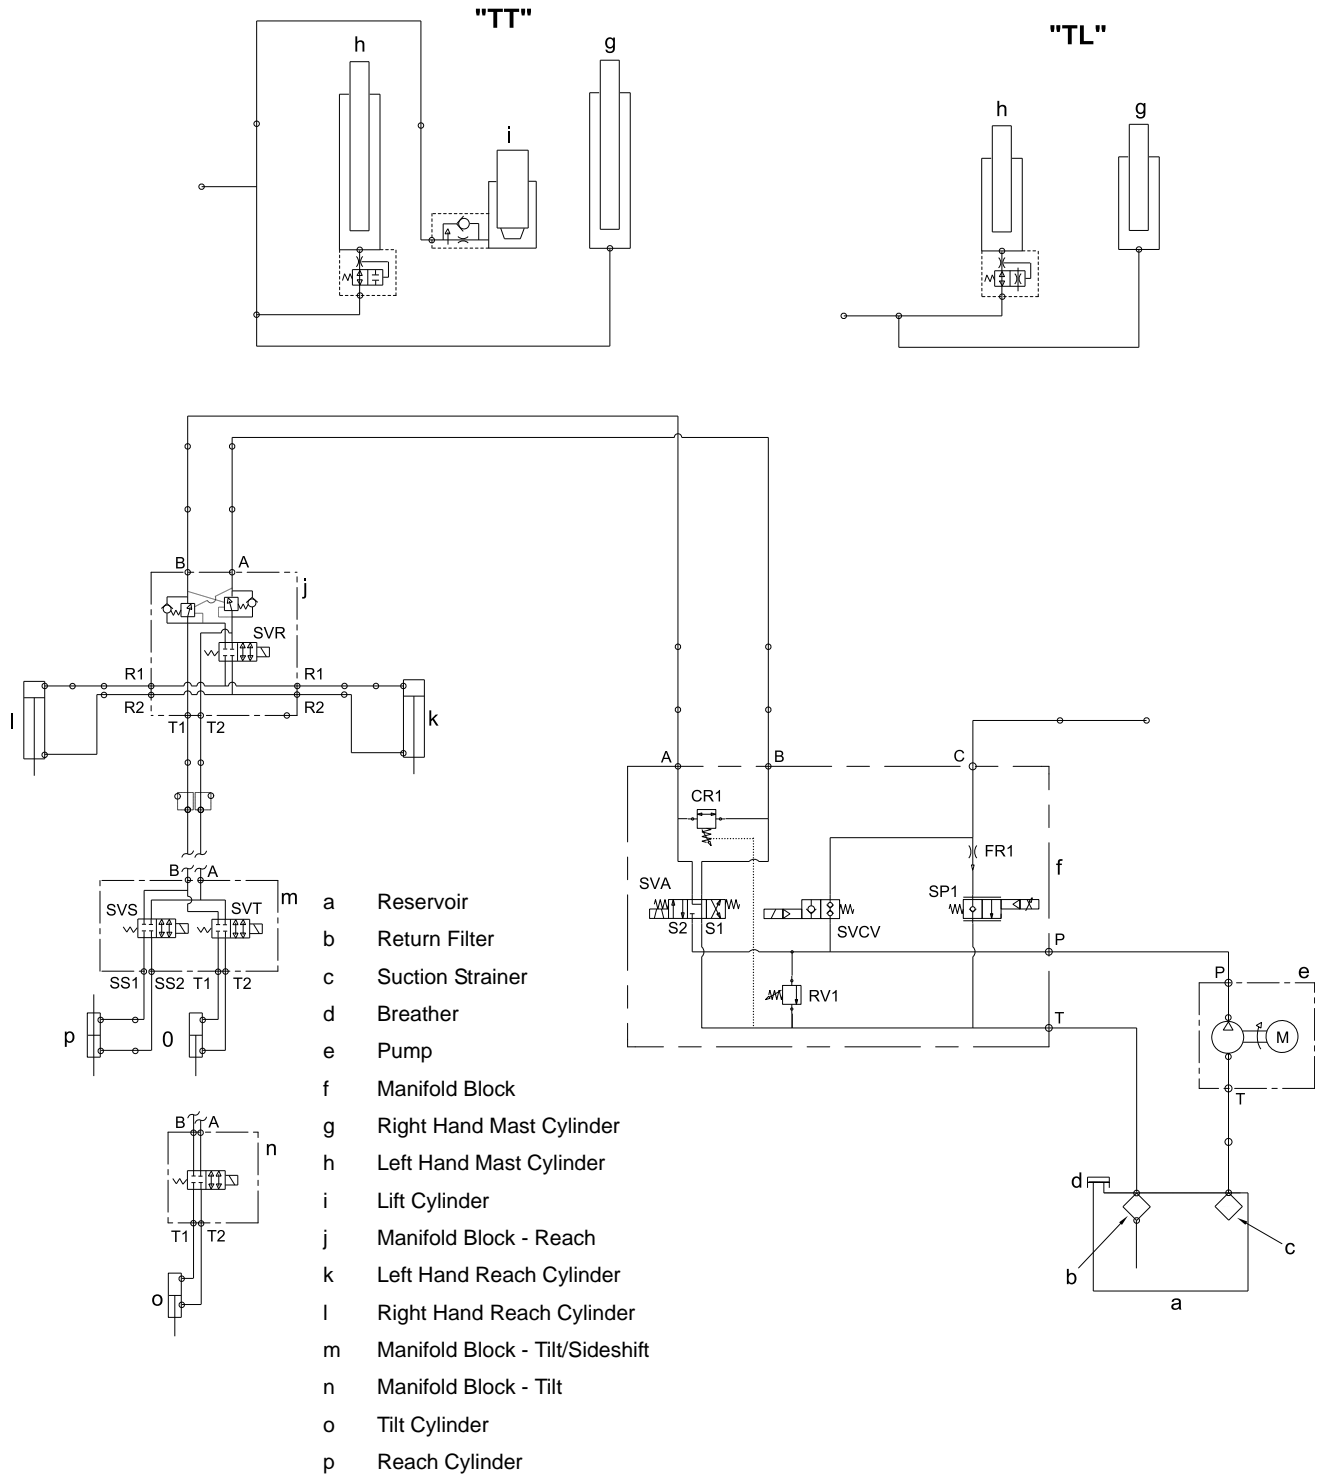 "TT"
"TL"
h
g
i
h
g
B
A
j
SVR
R1
R1
R2
R2
l
k
T1
T2
A
B
C
CR1
FR1
f
SVA
SP1
S2
S1
SVCV
P
RV1
T
P
e
M
T
B
A
m
SVS
SVT
SS1
SS2
T1
T2
p
0
B
A
n
T1
T2
o
d
b
c
a
a Reservoir
b Return Filter
c Suction Strainer
d Breather
e Pump
f Manifold Block
g Right Hand Mast Cylinder
h Left Hand Mast Cylinder
i Lift Cylinder
j Manifold Block - Reach
k Left Hand Reach Cylinder
l Right Hand Reach Cylinder
m Manifold Block - Tilt/Sideshift
n Manifold Block - Tilt
o Tilt Cylinder
p Reach Cylinder